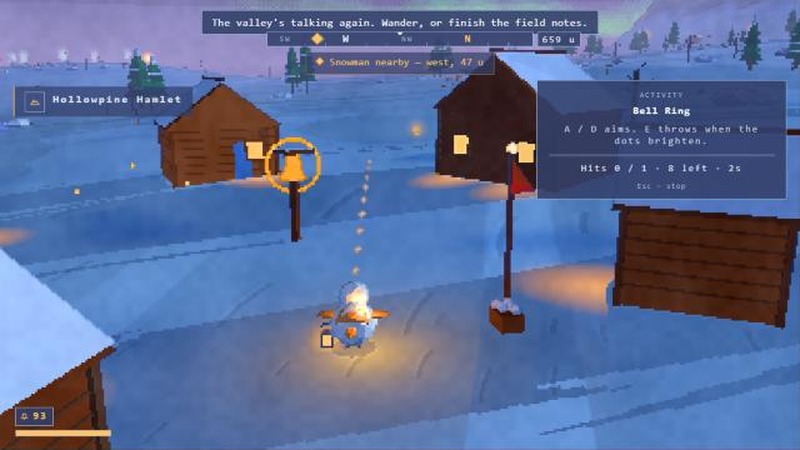 The valley's talking again. Wander, or finish the field notes.
SW W NW N 659 u
Snowman nearby — west, 47 u
Hollowpine Hamlet
ACTIVITY
Bell Ring
A / D aims. E throws when the
dots brighten.
Hits 0 / 1 · 8 left · 2s
Esc - stop
93